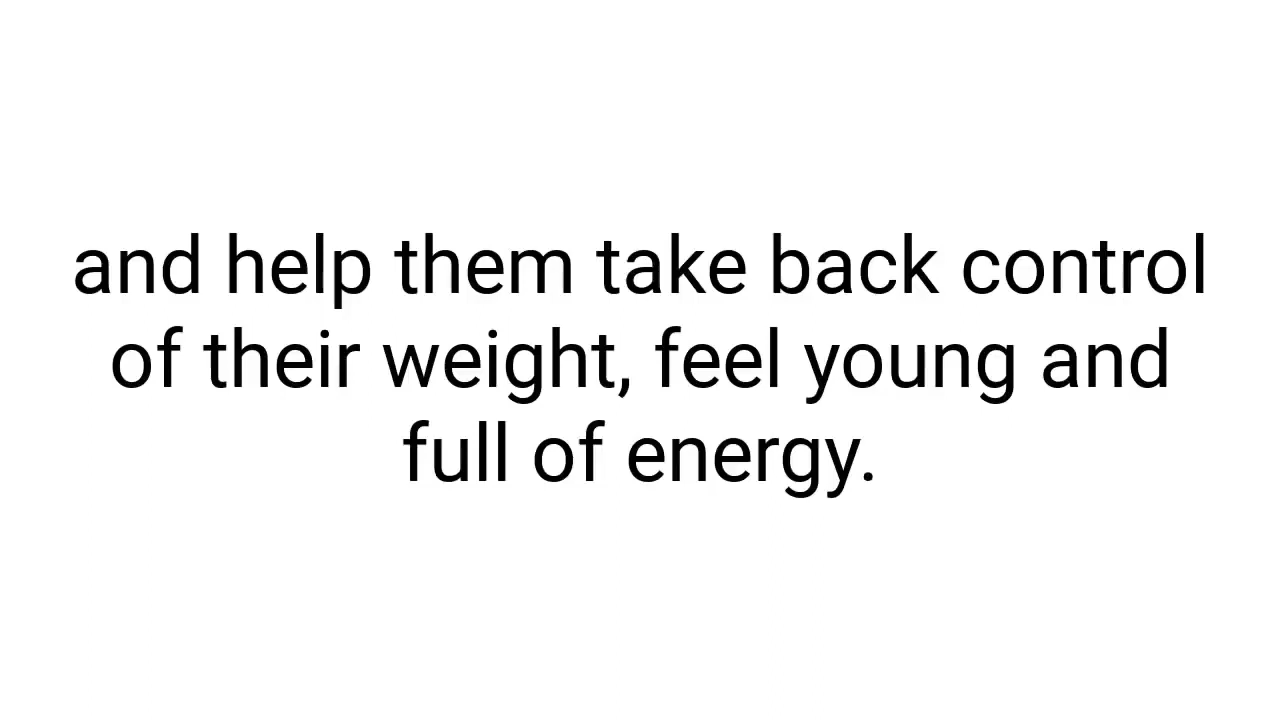 and help them take back control
of their weight, feel young and
full of energy.